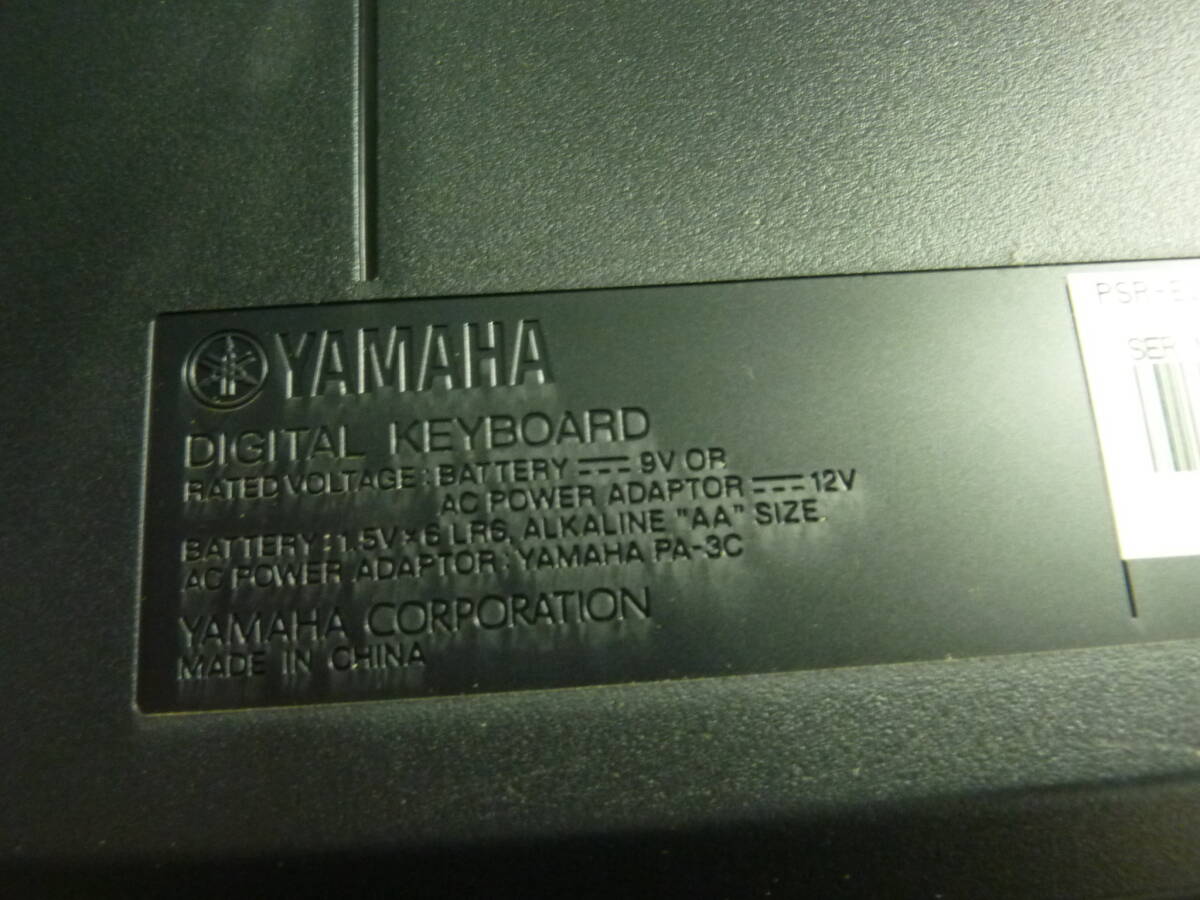 YAMAHA
DIGITAL KEYBOARD
RATED VOLTAGE : BATTERY ⎓ 9V OR
AC POWER ADAPTOR ⎓ 12V
BATTERY : 1.5V × 6 LR6, ALKALINE "AA" SIZE
AC POWER ADAPTOR : YAMAHA PA-3C
YAMAHA CORPORATION
MADE IN CHINA